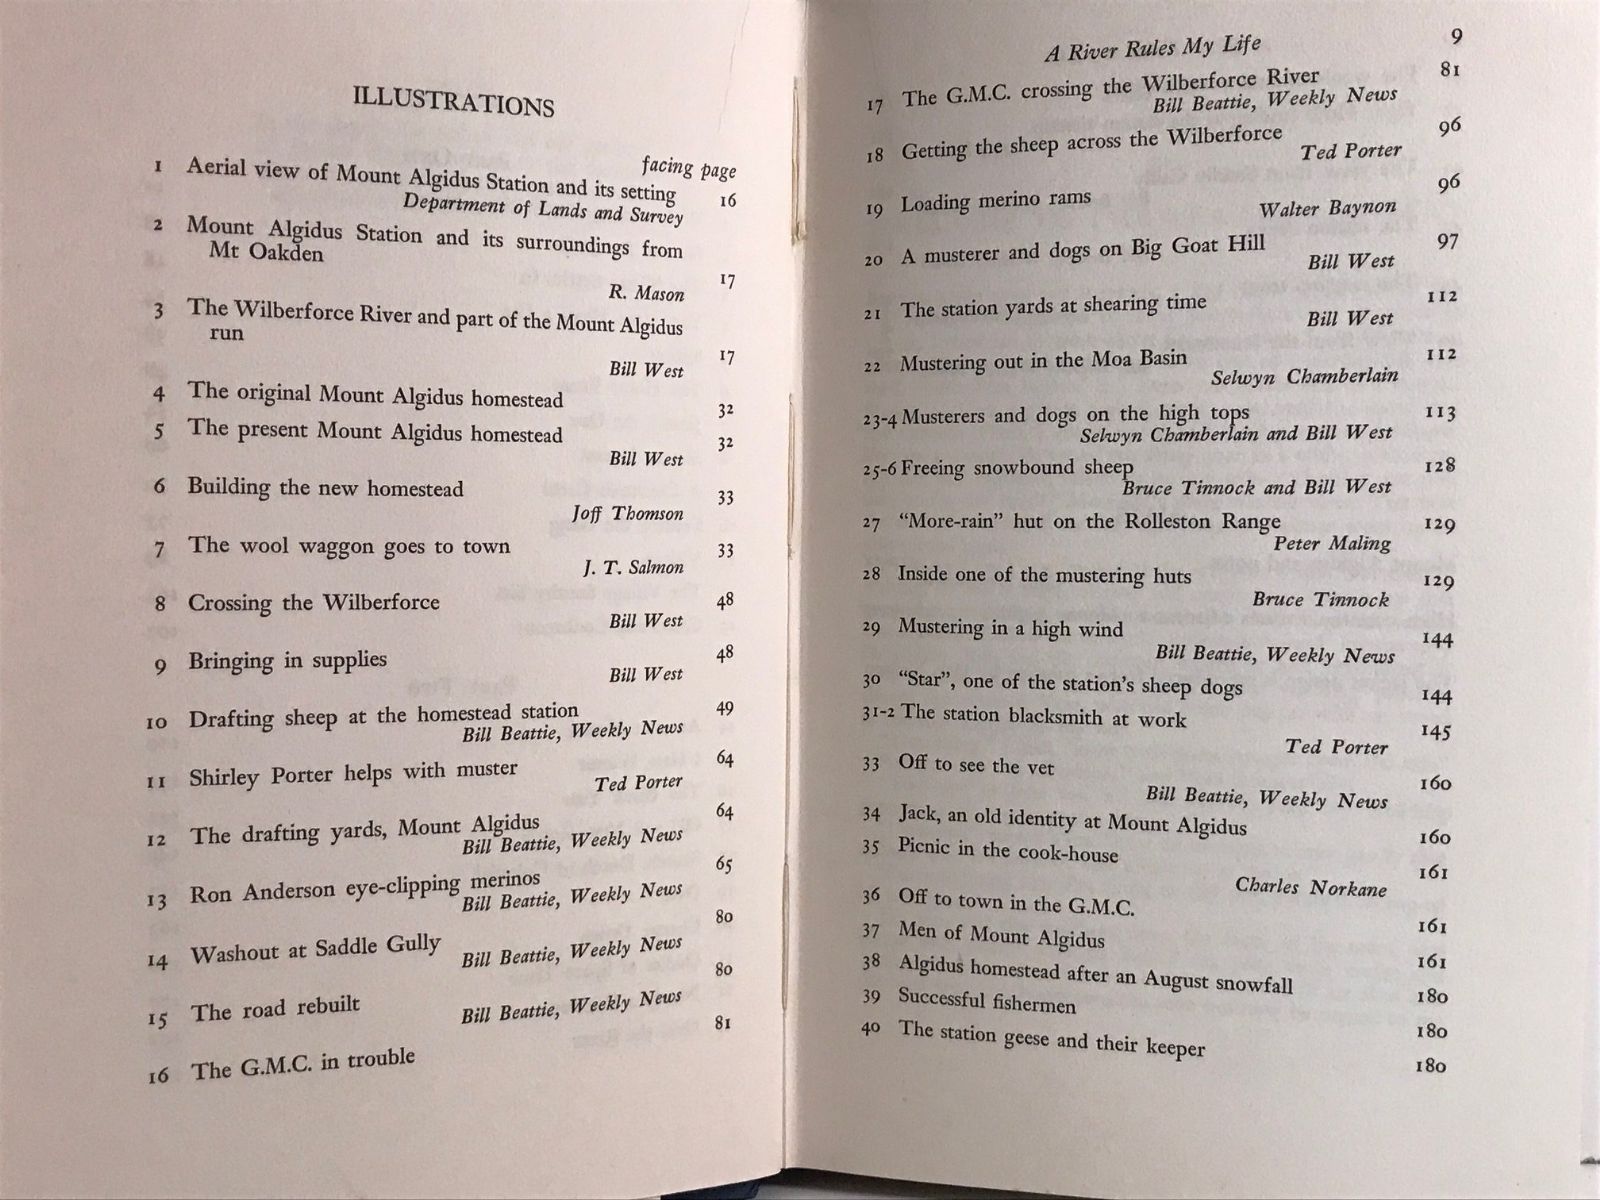 ILLUSTRATIONS
facing page
1 Aerial view of Mount Algidus Station and its setting 16
Department of Lands and Survey
2 Mount Algidus Station and its surroundings from
Mt Oakden 17
R. Mason
3 The Wilberforce River and part of the Mount Algidus
run 17
Bill West
4 The original Mount Algidus homestead 32
5 The present Mount Algidus homestead 32
Bill West
6 Building the new homestead 33
Joff Thomson
7 The wool waggon goes to town 33
J. T. Salmon
8 Crossing the Wilberforce 48
Bill West
9 Bringing in supplies 48
Bill West
10 Drafting sheep at the homestead station 49
Bill Beattie, Weekly News
11 Shirley Porter helps with muster 64
Ted Porter
12 The drafting yards, Mount Algidus 64
Bill Beattie, Weekly News
13 Ron Anderson eye-clipping merinos 65
Bill Beattie, Weekly News
14 Washout at Saddle Gully 80
Bill Beattie, Weekly News
15 The road rebuilt 80
Bill Beattie, Weekly News
16 The G.M.C. in trouble 81
A River Rules My Life 9
17 The G.M.C. crossing the Wilberforce River 81
Bill Beattie, Weekly News
18 Getting the sheep across the Wilberforce 96
Ted Porter
19 Loading merino rams 96
Walter Baynon
20 A musterer and dogs on Big Goat Hill 97
Bill West
21 The station yards at shearing time 112
Bill West
22 Mustering out in the Moa Basin 112
Selwyn Chamberlain
23-4 Musterers and dogs on the high tops 113
Selwyn Chamberlain and Bill West
25-6 Freeing snowbound sheep 128
Bruce Tinnock and Bill West
27 “More-rain” hut on the Rolleston Range 129
Peter Maling
28 Inside one of the mustering huts 129
Bruce Tinnock
29 Mustering in a high wind 144
Bill Beattie, Weekly News
30 “Star”, one of the station's sheep dogs 144
31-2 The station blacksmith at work 145
Ted Porter
33 Off to see the vet 160
Bill Beattie, Weekly News
34 Jack, an old identity at Mount Algidus 160
35 Picnic in the cook-house 161
Charles Norkane
36 Off to town in the G.M.C. 161
37 Men of Mount Algidus 161
38 Algidus homestead after an August snowfall 180
39 Successful fishermen 180
40 The station geese and their keeper 180